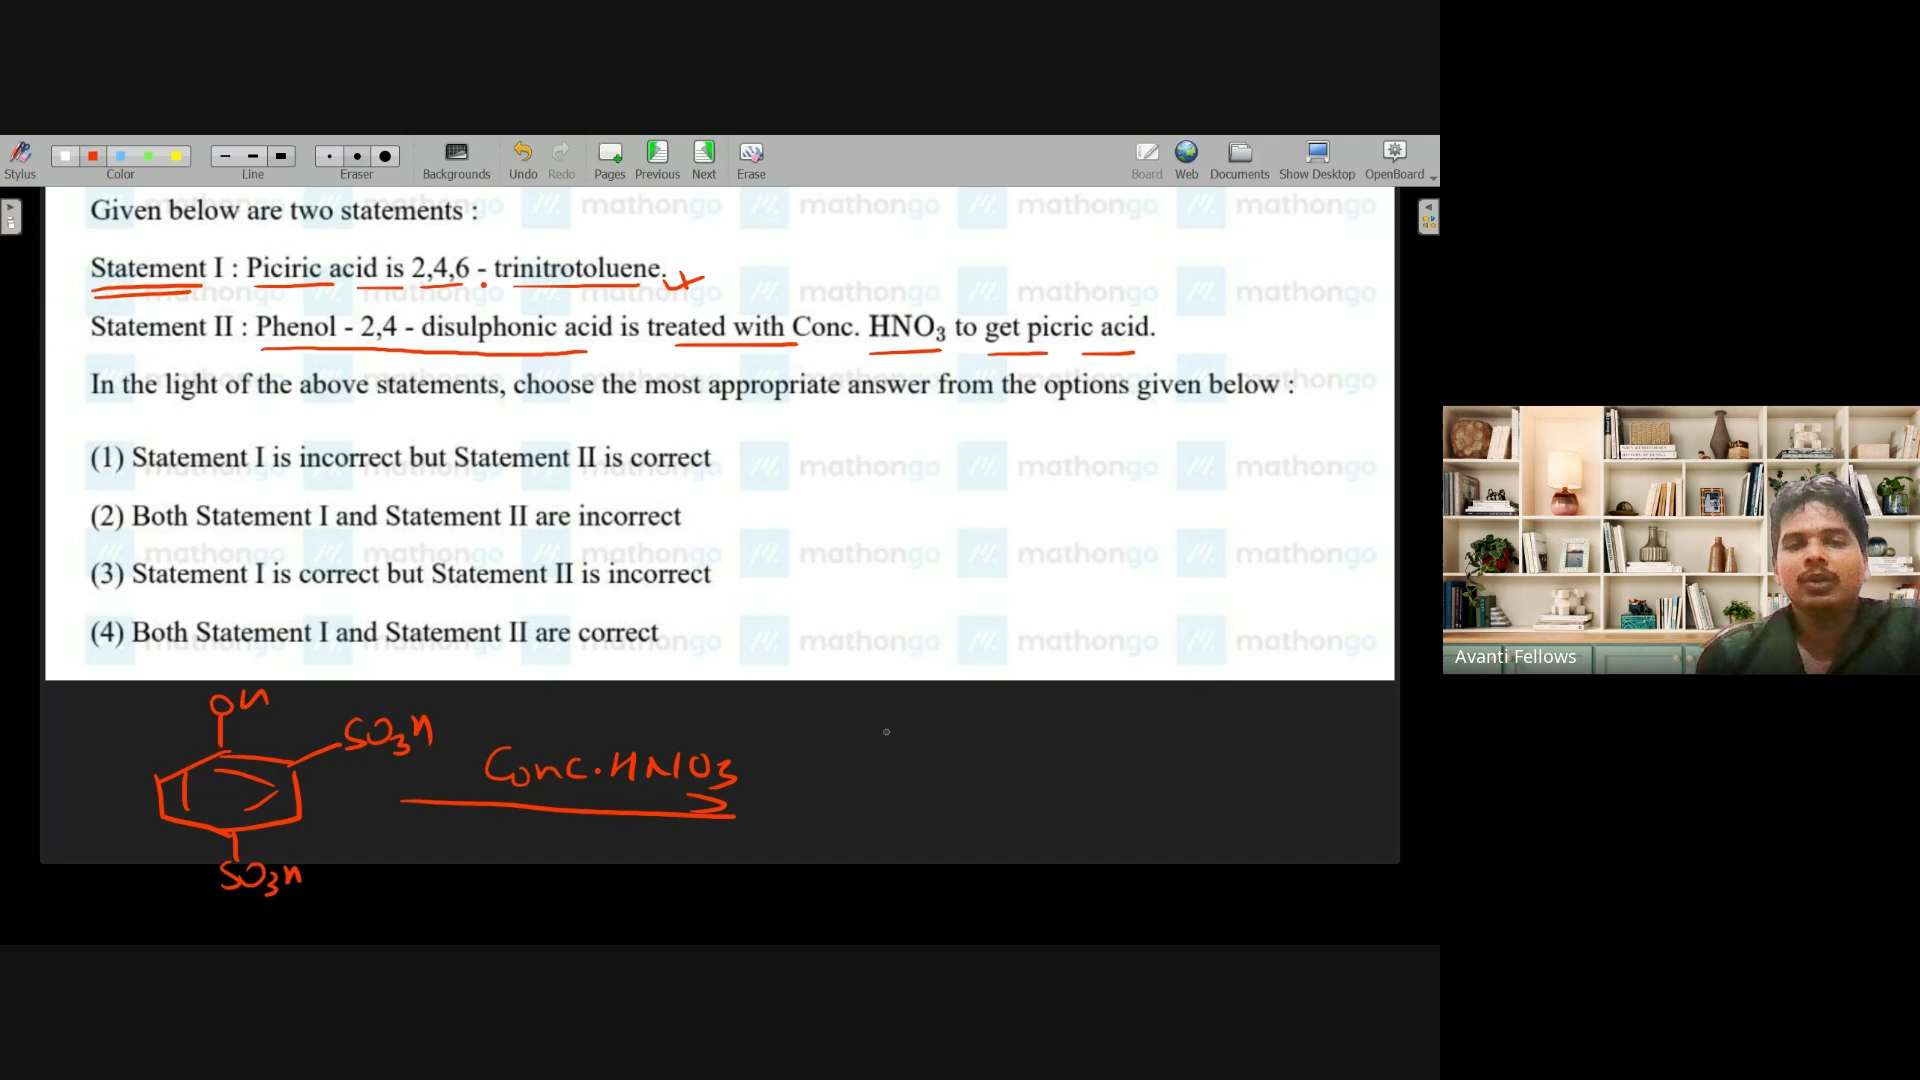 Stylus Color Line Eraser Backgrounds Undo Redo Pages Previous Next Erase Board Web Documents Show Desktop OpenBoard
Given below are two statements :
Statement I : Piciric acid is 2,4,6 - trinitrotoluene.
Statement II : Phenol - 2,4 - disulphonic acid is treated with Conc. HNO₃ to get picric acid.
In the light of the above statements, choose the most appropriate answer from the options given below :
(1) Statement I is incorrect but Statement II is correct
(2) Both Statement I and Statement II are incorrect
(3) Statement I is correct but Statement II is incorrect
(4) Both Statement I and Statement II are correct
mathongo
OH
SO₃H
Conc. HNO₃
SO₃H
Avanti Fellows